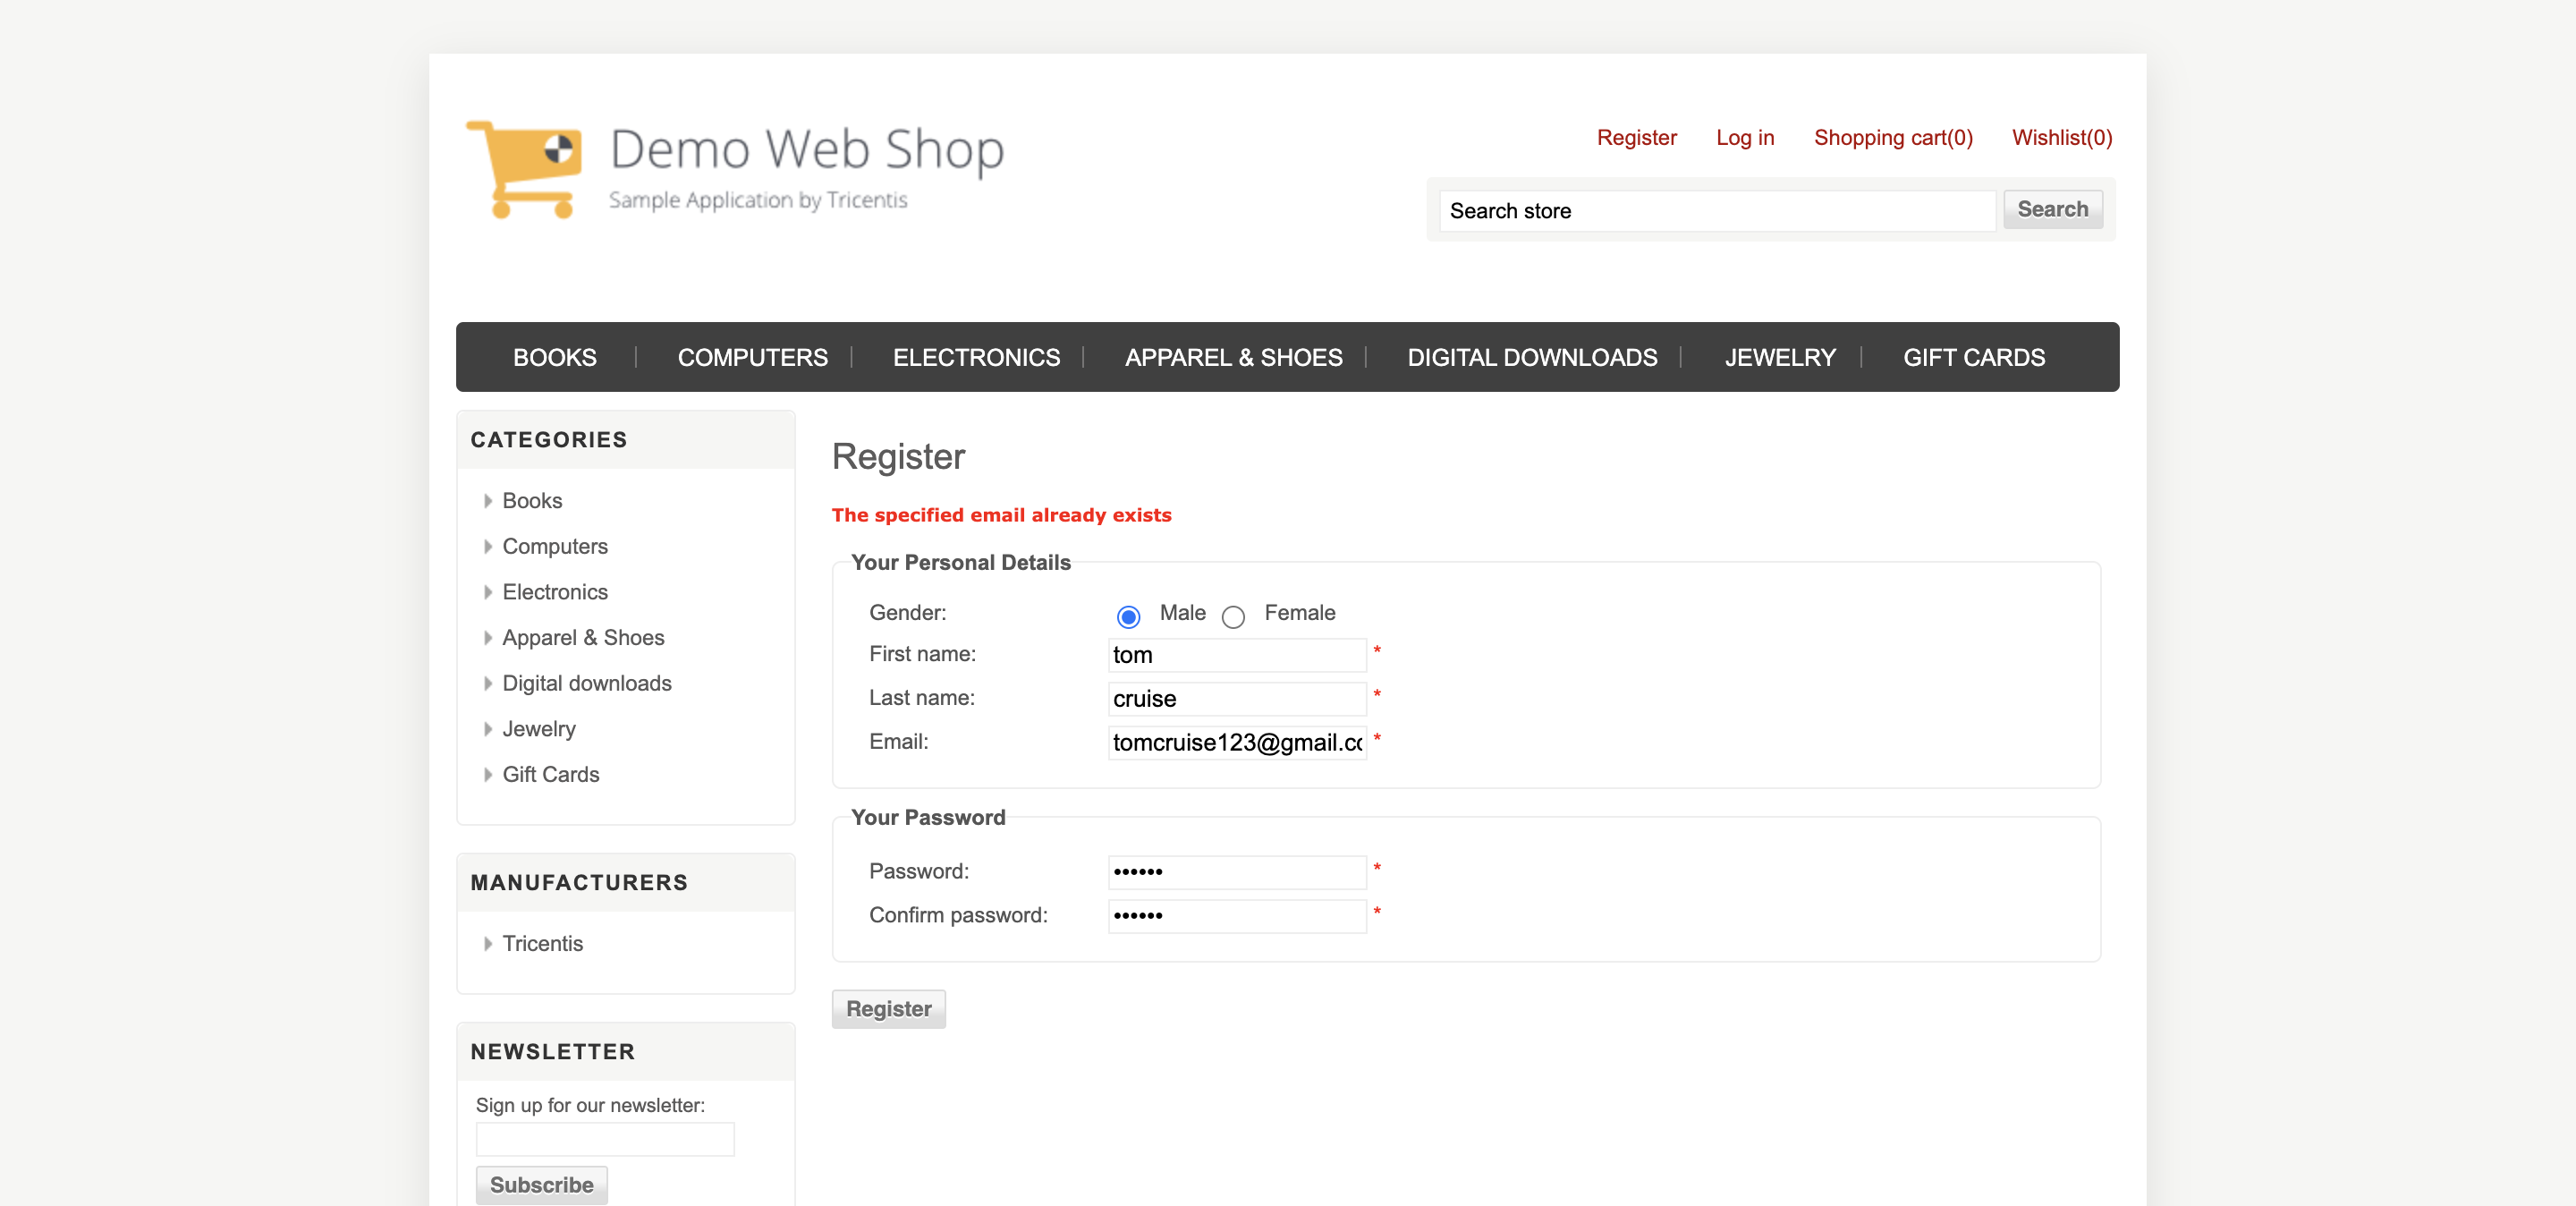 Demo Web Shop
Sample Application by Tricentis
Register Log in Shopping cart(0) Wishlist(0)
Search store Search
BOOKS COMPUTERS ELECTRONICS APPAREL & SHOES DIGITAL DOWNLOADS JEWELRY GIFT CARDS
CATEGORIES
Books
Computers
Electronics
Apparel & Shoes
Digital downloads
Jewelry
Gift Cards
MANUFACTURERS
Tricentis
NEWSLETTER
Sign up for our newsletter:
Subscribe
Register
The specified email already exists
Your Personal Details
Gender: Male Female
First name: tom *
Last name: cruise *
Email: tomcruise123@gmail.co *
Your Password
Password: •••••• *
Confirm password: •••••• *
Register